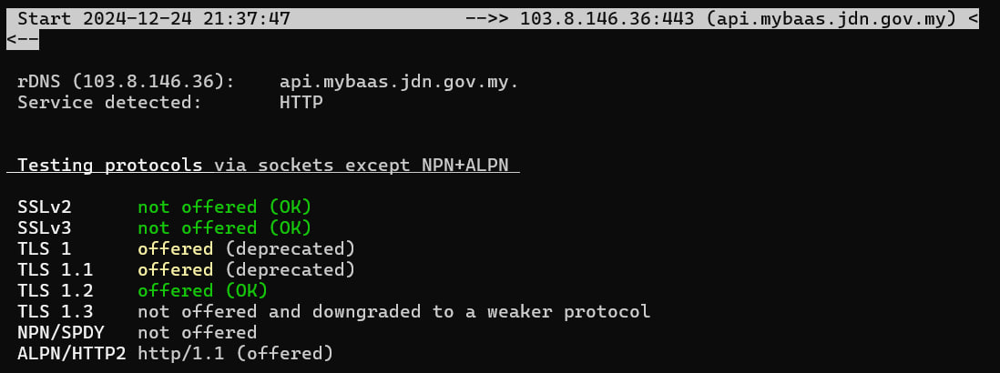 Start 2024-12-24 21:37:47                -->> 103.8.146.36:443 (api.mybaas.jdn.gov.my) <
<--
rDNS (103.8.146.36):    api.mybaas.jdn.gov.my.
Service detected:       HTTP
Testing protocols via sockets except NPN+ALPN
SSLv2      not offered (OK)
SSLv3      not offered (OK)
TLS 1      offered (deprecated)
TLS 1.1    offered (deprecated)
TLS 1.2    offered (OK)
TLS 1.3    not offered and downgraded to a weaker protocol
NPN/SPDY   not offered
ALPN/HTTP2 http/1.1 (offered)